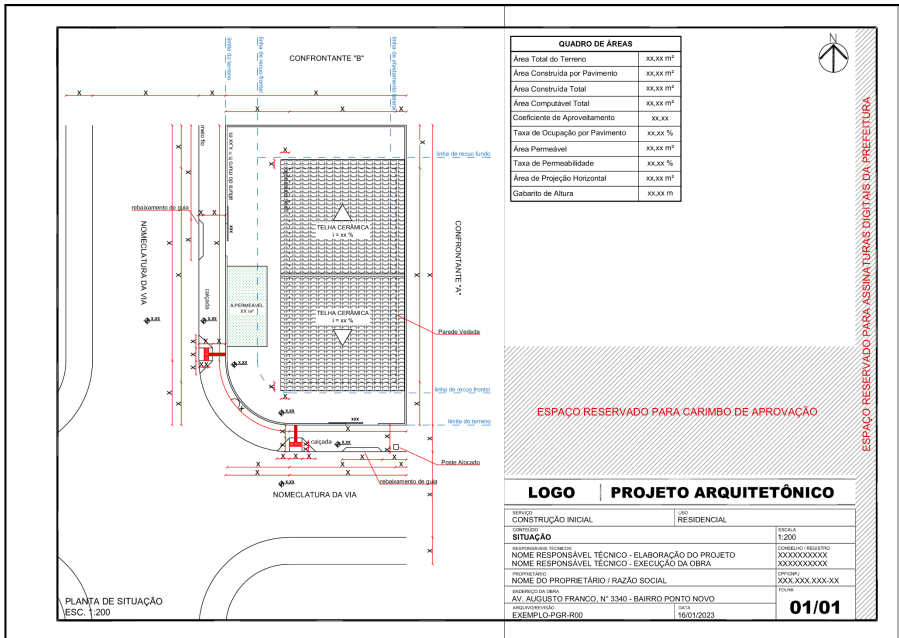 CONFRONTANTE "B"
limite do terreno
linha de recuo frontal
linha de afastamento lateral
meio fio
altura do muro h = x,xx m
linha de recuo fundo
rebaixamento de guia
NOMECLATURA DA VIA
CONFRONTANTE "A"
TELHA CERÂMICA
i = xx %
calçada
A.PERMEÁVEL
XX m²
TELHA CERÂMICA
i = xx %
Parede Vedada
linha de recuo frontal
limite do terreno
calçada
Poste Alocado
rebaixamento de guia
NOMECLATURA DA VIA
PLANTA DE SITUAÇÃO
ESC. 1:200
QUADRO DE ÁREAS
Área Total do Terreno xx,xx m²
Área Construída por Pavimento xx,xx m²
Área Construída Total xx,xx m²
Área Computável Total xx,xx m²
Coeficiente de Aproveitamento xx,xx
Taxa de Ocupação por Pavimento xx,xx %
Área Permeável xx,xx m²
Taxa de Permeabilidade xx,xx %
Área de Projeção Horizontal xx,xx m²
Gabarito de Altura xx,xx m
N
ESPAÇO RESERVADO PARA ASSINATURAS DIGITAIS DA PREFEITURA
ESPAÇO RESERVADO PARA CARIMBO DE APROVAÇÃO
LOGO PROJETO ARQUITETÔNICO
SERVIÇO
CONSTRUÇÃO INICIAL
USO
RESIDENCIAL
CONTEÚDO
SITUAÇÃO
ESCALA
1:200
RESPONSÁVEIS TÉCNICOS
NOME RESPONSÁVEL TÉCNICO - ELABORAÇÃO DO PROJETO
NOME RESPONSÁVEL TÉCNICO - EXECUÇÃO DA OBRA
CONSELHO / REGISTRO
XXXXXXXXXX
XXXXXXXXXX
PROPRIETÁRIO
NOME DO PROPRIETÁRIO / RAZÃO SOCIAL
CPF/CNPJ
XXX.XXX.XXX-XX
ENDEREÇO DA OBRA
AV. AUGUSTO FRANCO, N° 3340 - BAIRRO PONTO NOVO
FOLHA
01/01
ARQUIVO/REVISÃO
EXEMPLO-PGR-R00
DATA
16/01/2023